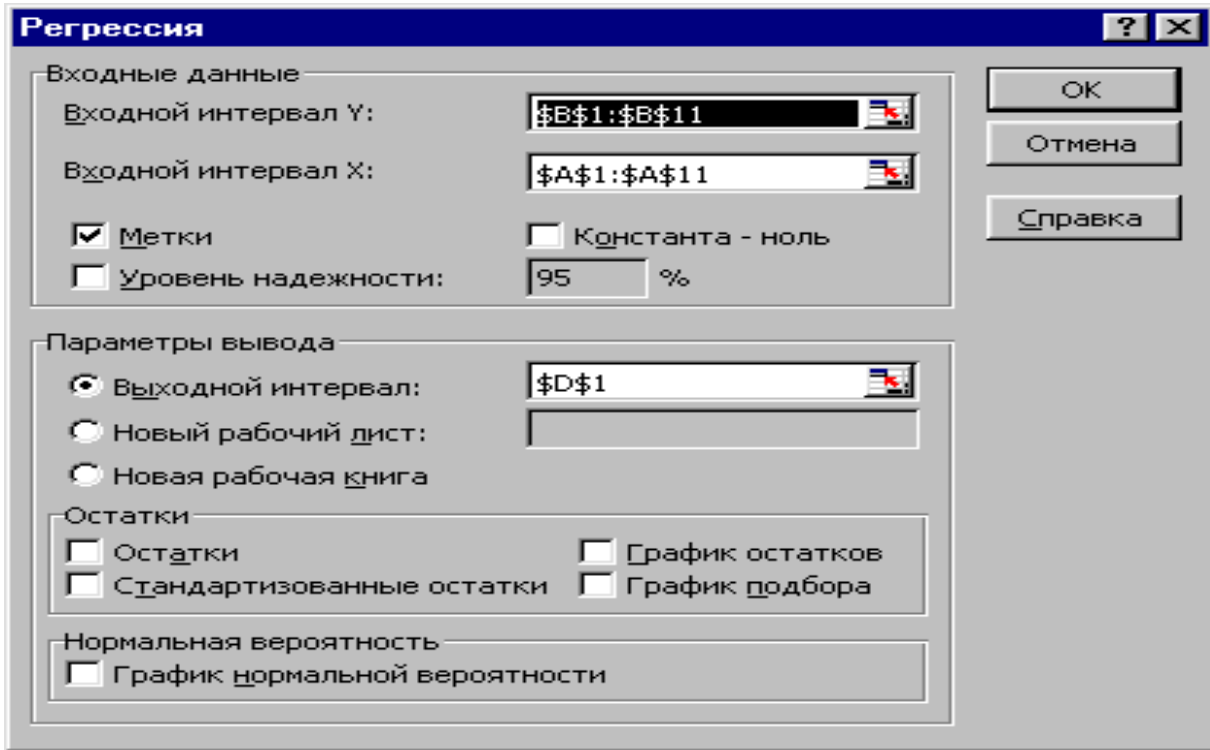 Регрессия
Входные данные
Входной интервал Y: $B$1:$B$11
Входной интервал X: $A$1:$A$11
Метки Константа - ноль
Уровень надежности: 95 %
OK
Отмена
Справка
Параметры вывода
Выходной интервал: $D$1
Новый рабочий лист:
Новая рабочая книга
Остатки
Остатки График остатков
Стандартизованные остатки График подбора
Нормальная вероятность
График нормальной вероятности